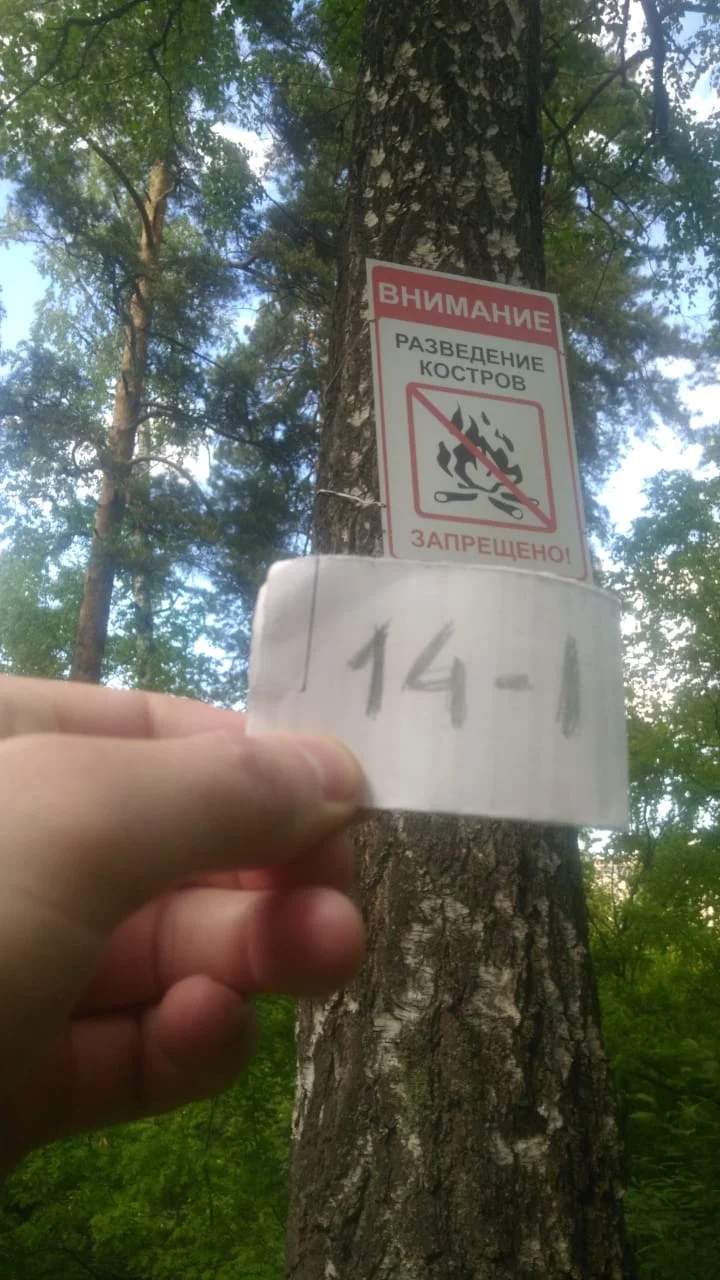 ВНИМАНИЕ
РАЗВЕДЕНИЕ
КОСТРОВ
ЗАПРЕЩЕНО!
14-1